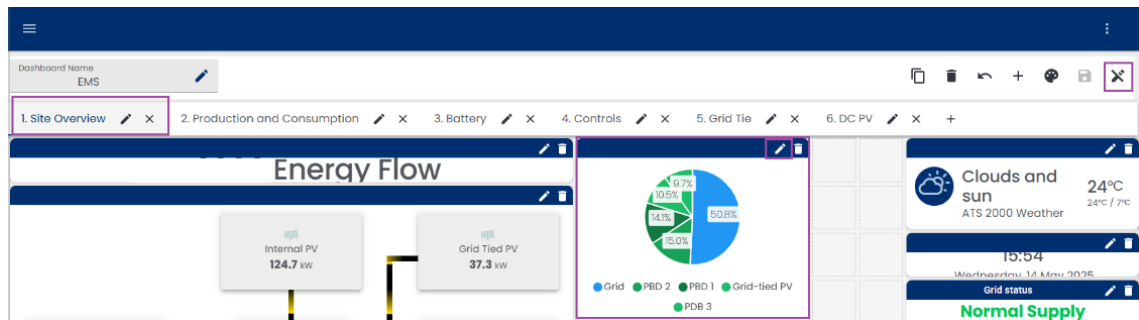 Dashboard Name
EMS
1. Site Overview
2. Production and Consumption
3. Battery
4. Controls
5. Grid Tie
6. DC PV
Energy Flow
Internal PV
124.7 kW
Grid Tied PV
37.3 kW
9.7%
10.5%
14.1%
50.8%
15.0%
Grid PBD 2 PBD 1 Grid-tied PV
PDB 3
Clouds and
sun
ATS 2000 Weather
24°C
24°C / 7°C
15:54
Wednesday, 14 May 2025
Grid status
Normal Supply